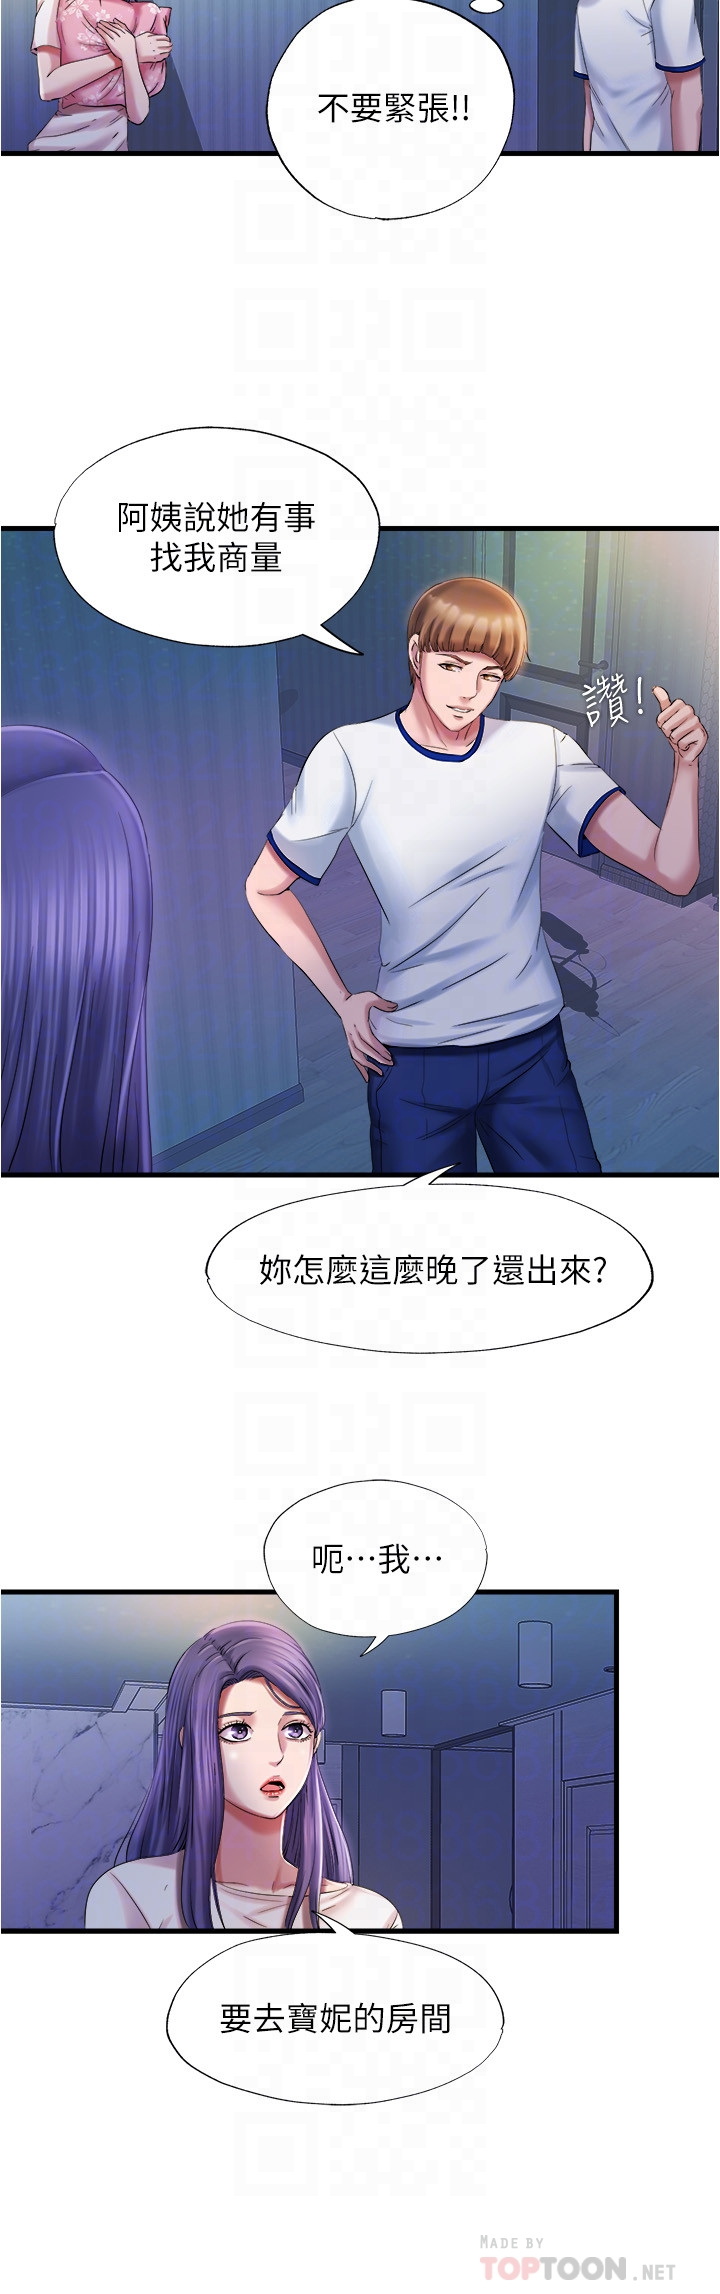 不要緊張!!
阿姨說她有事
找我商量
讚!
妳怎麼這麼晚了還出來?
呃⋯我⋯
要去寶妮的房間
MADE BY
TOPTOON.NET